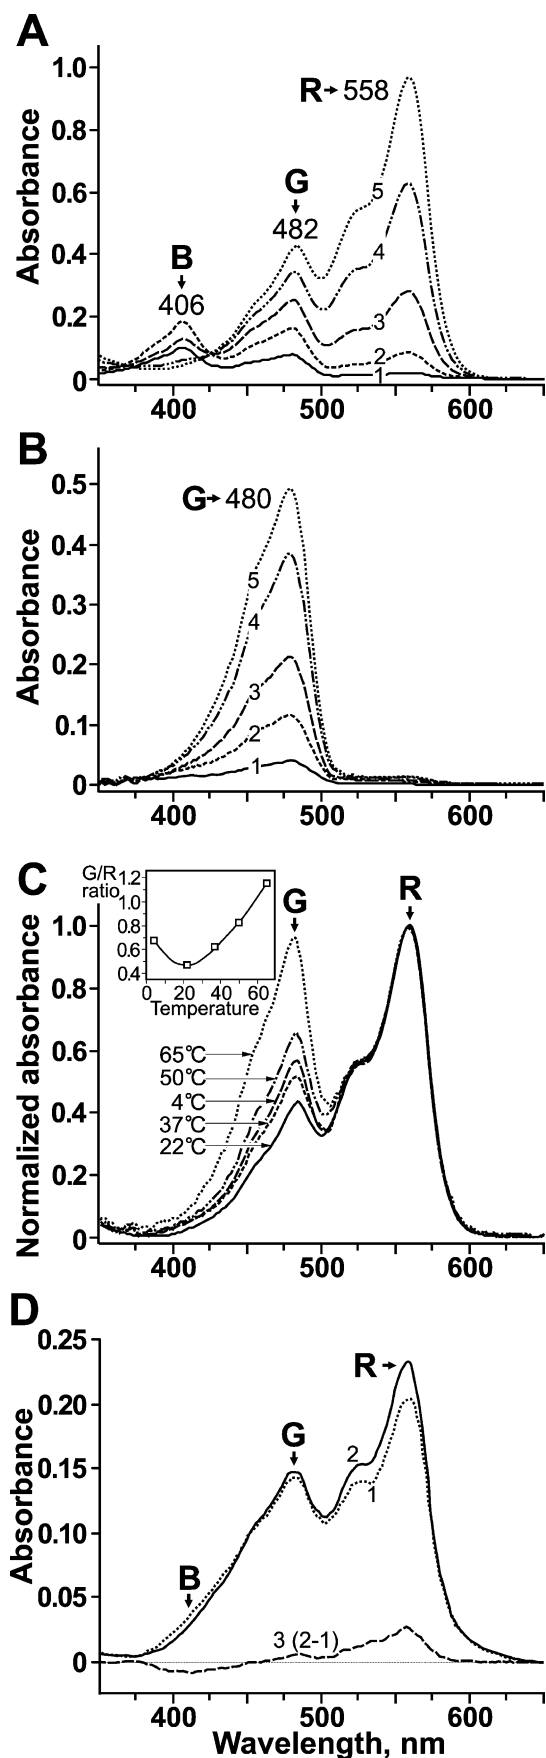 A
1.0
0.8
0.6
0.4
0.2
0
Absorbance
R 558
G
482
B
406
5
4
3
2
1
400 500 600
B
0.5
0.4
0.3
0.2
0.1
0
Absorbance
G 480
5
4
3
2
1
400 500 600
C
G/R
ratio
1.2
1.0
0.8
0.6
0.4
0 20 40 60
Temperature
G
R
1.0
0.8
0.6
0.4
0.2
0
Normalized absorbance
65°C
50°C
4°C
37°C
22°C
400 500 600
D
0.25
0.20
0.15
0.10
0.05
0
Absorbance
R
G
B
2
1
3 (2-1)
400 500 600
Wavelength, nm